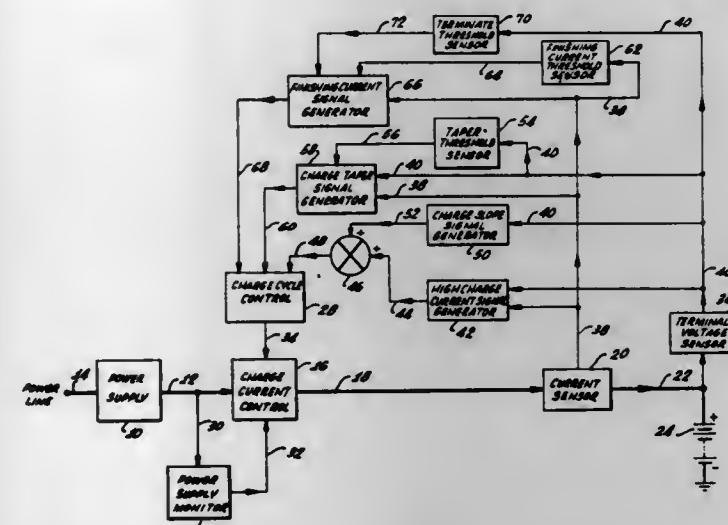 72
TERMINATE
THRESHOLD
SENSOR
70
40
FINISHING
CURRENT
THRESHOLD
SENSOR
62
64
FINISHING CURRENT
SIGNAL
GENERATOR
66
38
56
TAPER-
THRESHOLD
SENSOR
54
58
CHARGE TAPER
SIGNAL
GENERATOR
40
40
38
68
60
52
CHARGE SLOPE
SIGNAL
GENERATOR
50
40
48
+
+
46
44
HIGH CHARGE
CURRENT SIGNAL
GENERATOR
42
CHARGE CYCLE
CONTROL
28
34
38
TERMINAL
VOLTAGE
SENSOR
POWER
LINE
14
POWER
SUPPLY
10
12
CHARGE
CURRENT
CONTROL
16
18
CURRENT
SENSOR
20
22
30
32
POWER
SUPPLY
MONITOR
24
+
-